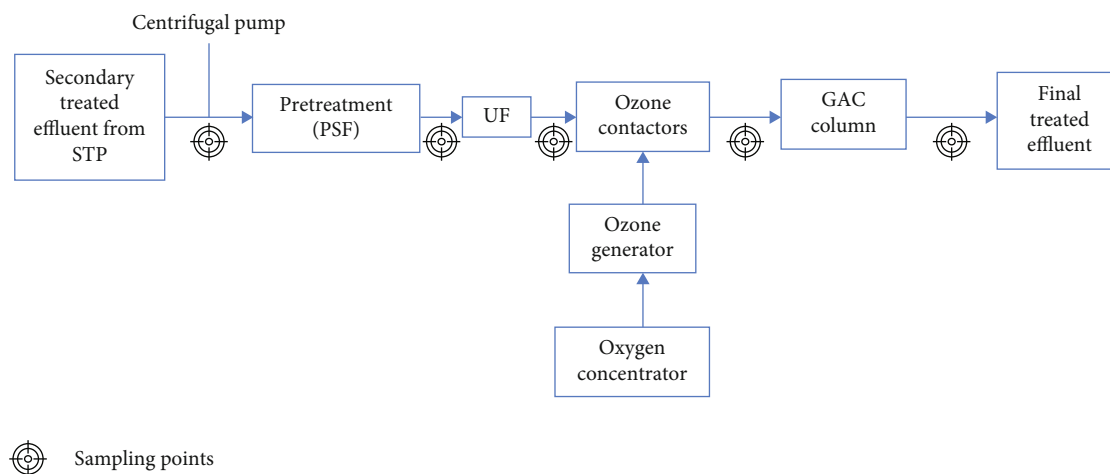 Centrifugal pump
Secondary
treated
effluent from
STP
Pretreatment
(PSF)
UF
Ozone
contactors
GAC
column
Final
treated
effluent
Ozone
generator
Oxygen
concentrator
Sampling points